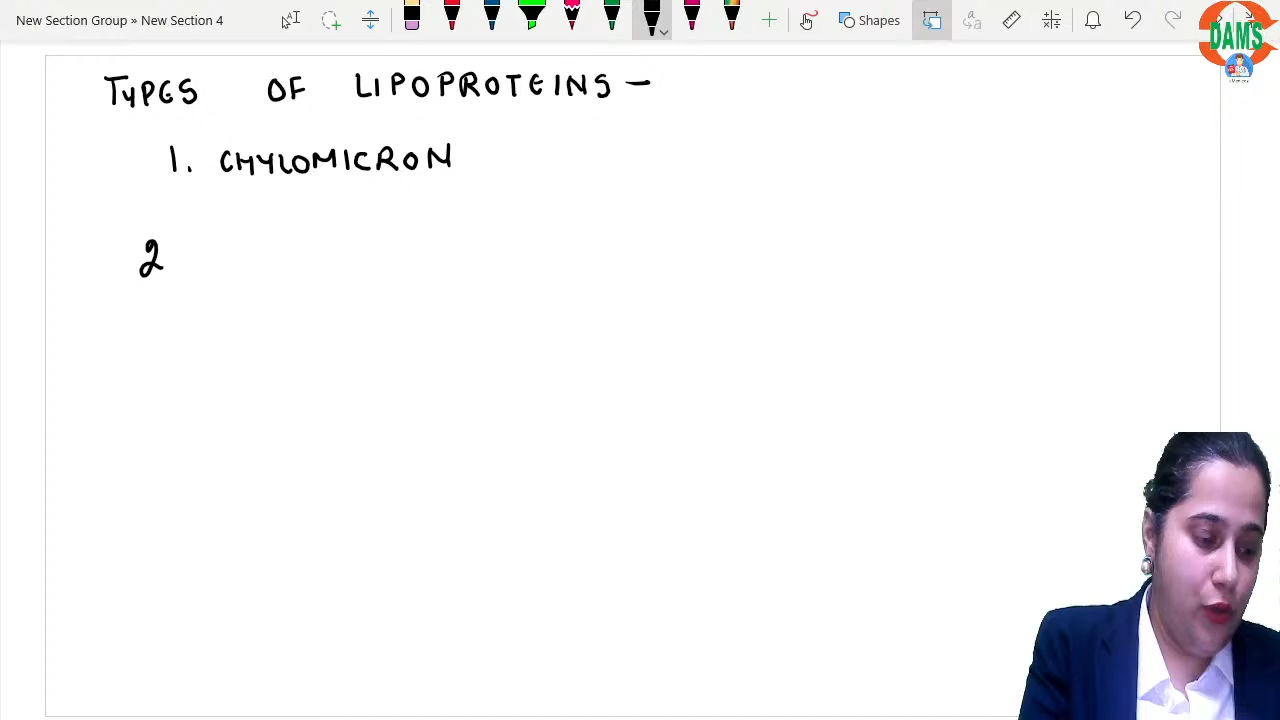 New Section Group » New Section 4
Shapes
DAMS
TYPES OF LIPOPROTEINS –
1. CHYLOMICRON
2